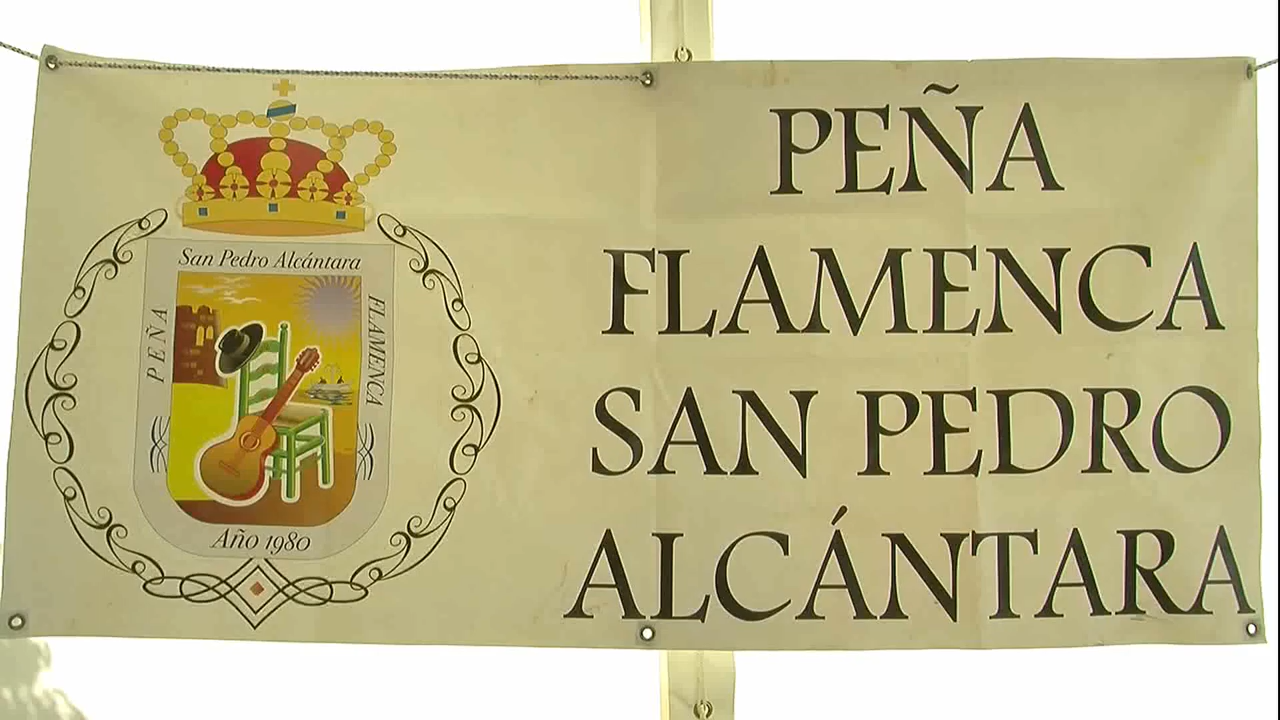 San Pedro Alcántara
PEÑA
FLAMENCA
Año 1980
PEÑA
FLAMENCA
SAN PEDRO
ALCÁNTARA